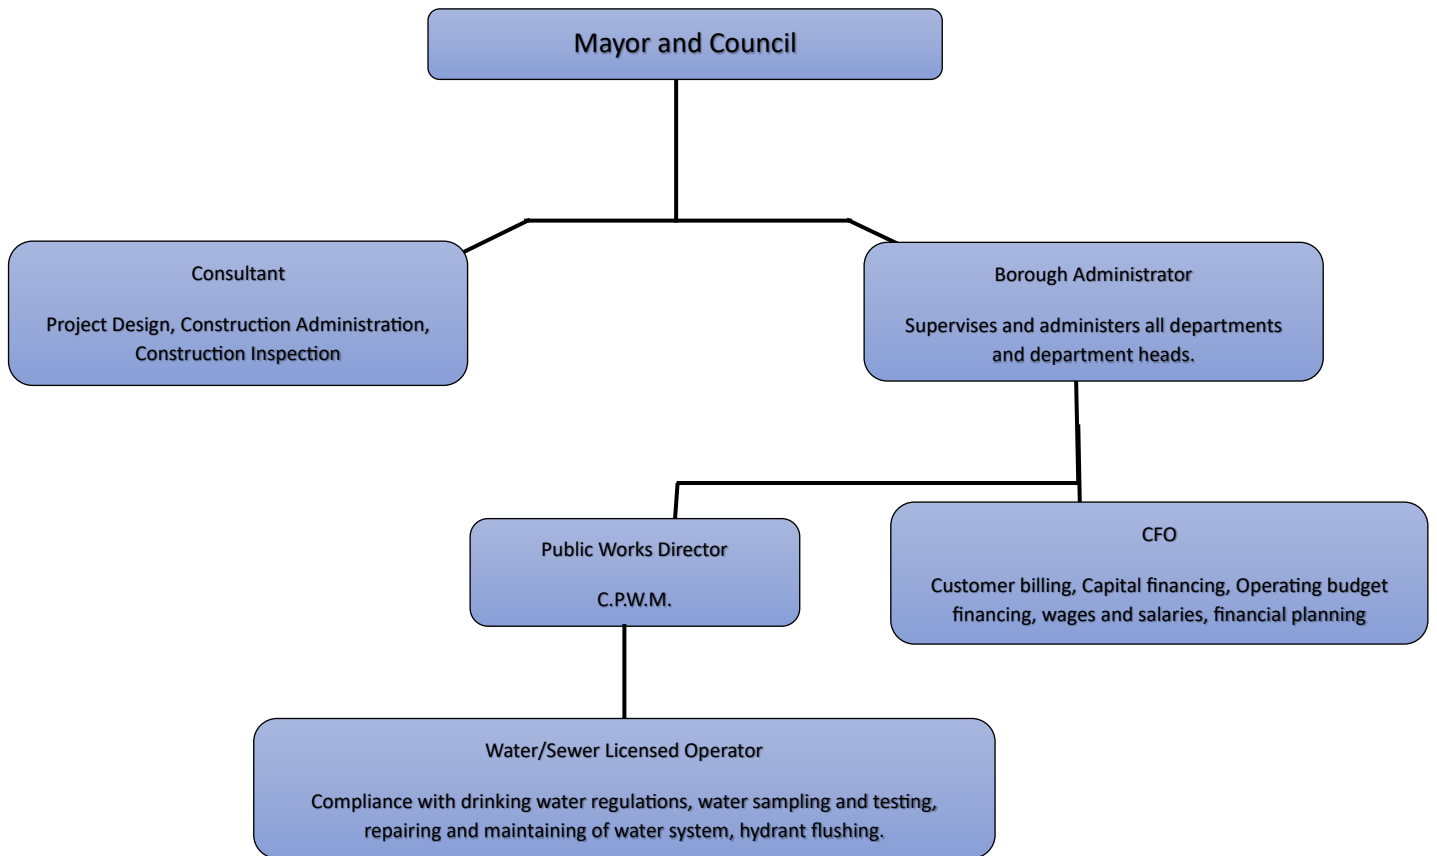 Mayor and Council
Consultant
Project Design, Construction Administration,
Construction Inspection
Borough Administrator
Supervises and administers all departments
and department heads.
Public Works Director
C.P.W.M.
CFO
Customer billing, Capital financing, Operating budget
financing, wages and salaries, financial planning
Water/Sewer Licensed Operator
Compliance with drinking water regulations, water sampling and testing,
repairing and maintaining of water system, hydrant flushing.